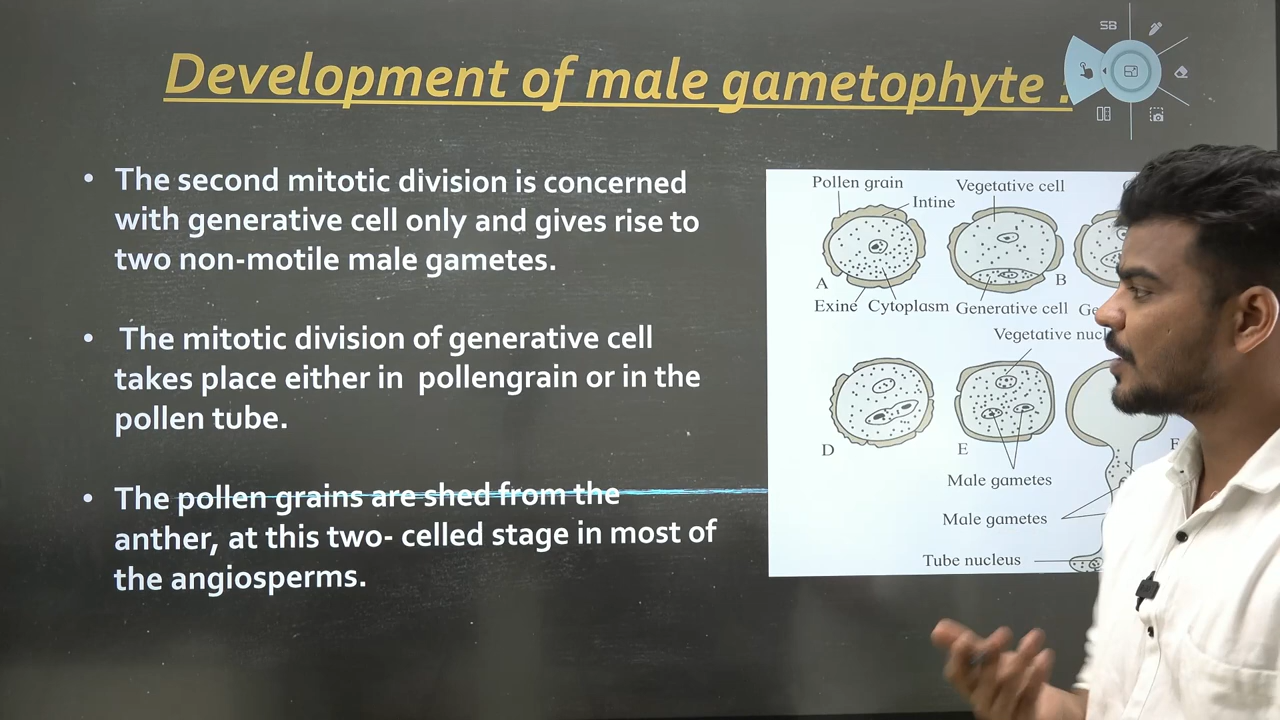 SB
Development of male gametophyte :
• The second mitotic division is concerned
with generative cell only and gives rise to
two non-motile male gametes.
• The mitotic division of generative cell
takes place either in pollengrain or in the
pollen tube.
• The pollen grains are shed from the
anther, at this two- celled stage in most of
the angiosperms.
Pollen grain
Vegetative cell
Intine
A
B
Exine
Cytoplasm
Generative cell
Vegetative
D
E
F
Male gametes
Male gametes
Tube nucleus